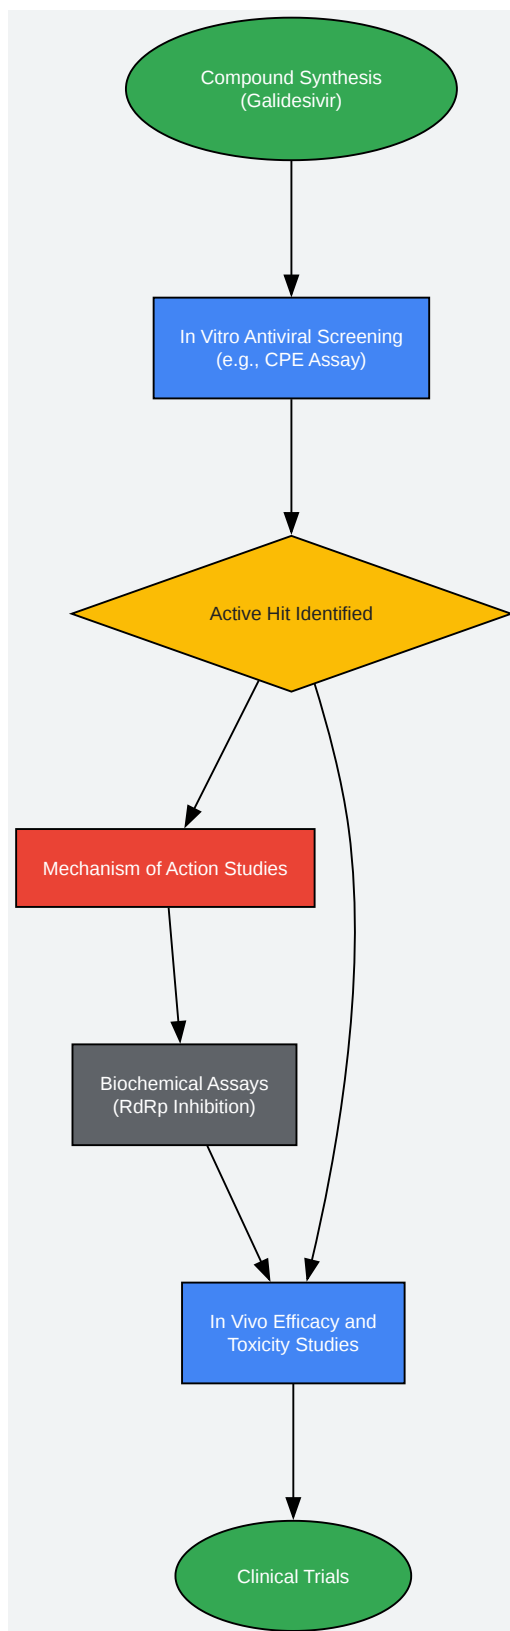 Compound Synthesis
(Galidesivir)
In Vitro Antiviral Screening
(e.g., CPE Assay)
Active Hit Identified
Mechanism of Action Studies
Biochemical Assays
(RdRp Inhibition)
In Vivo Efficacy and
Toxicity Studies
Clinical Trials